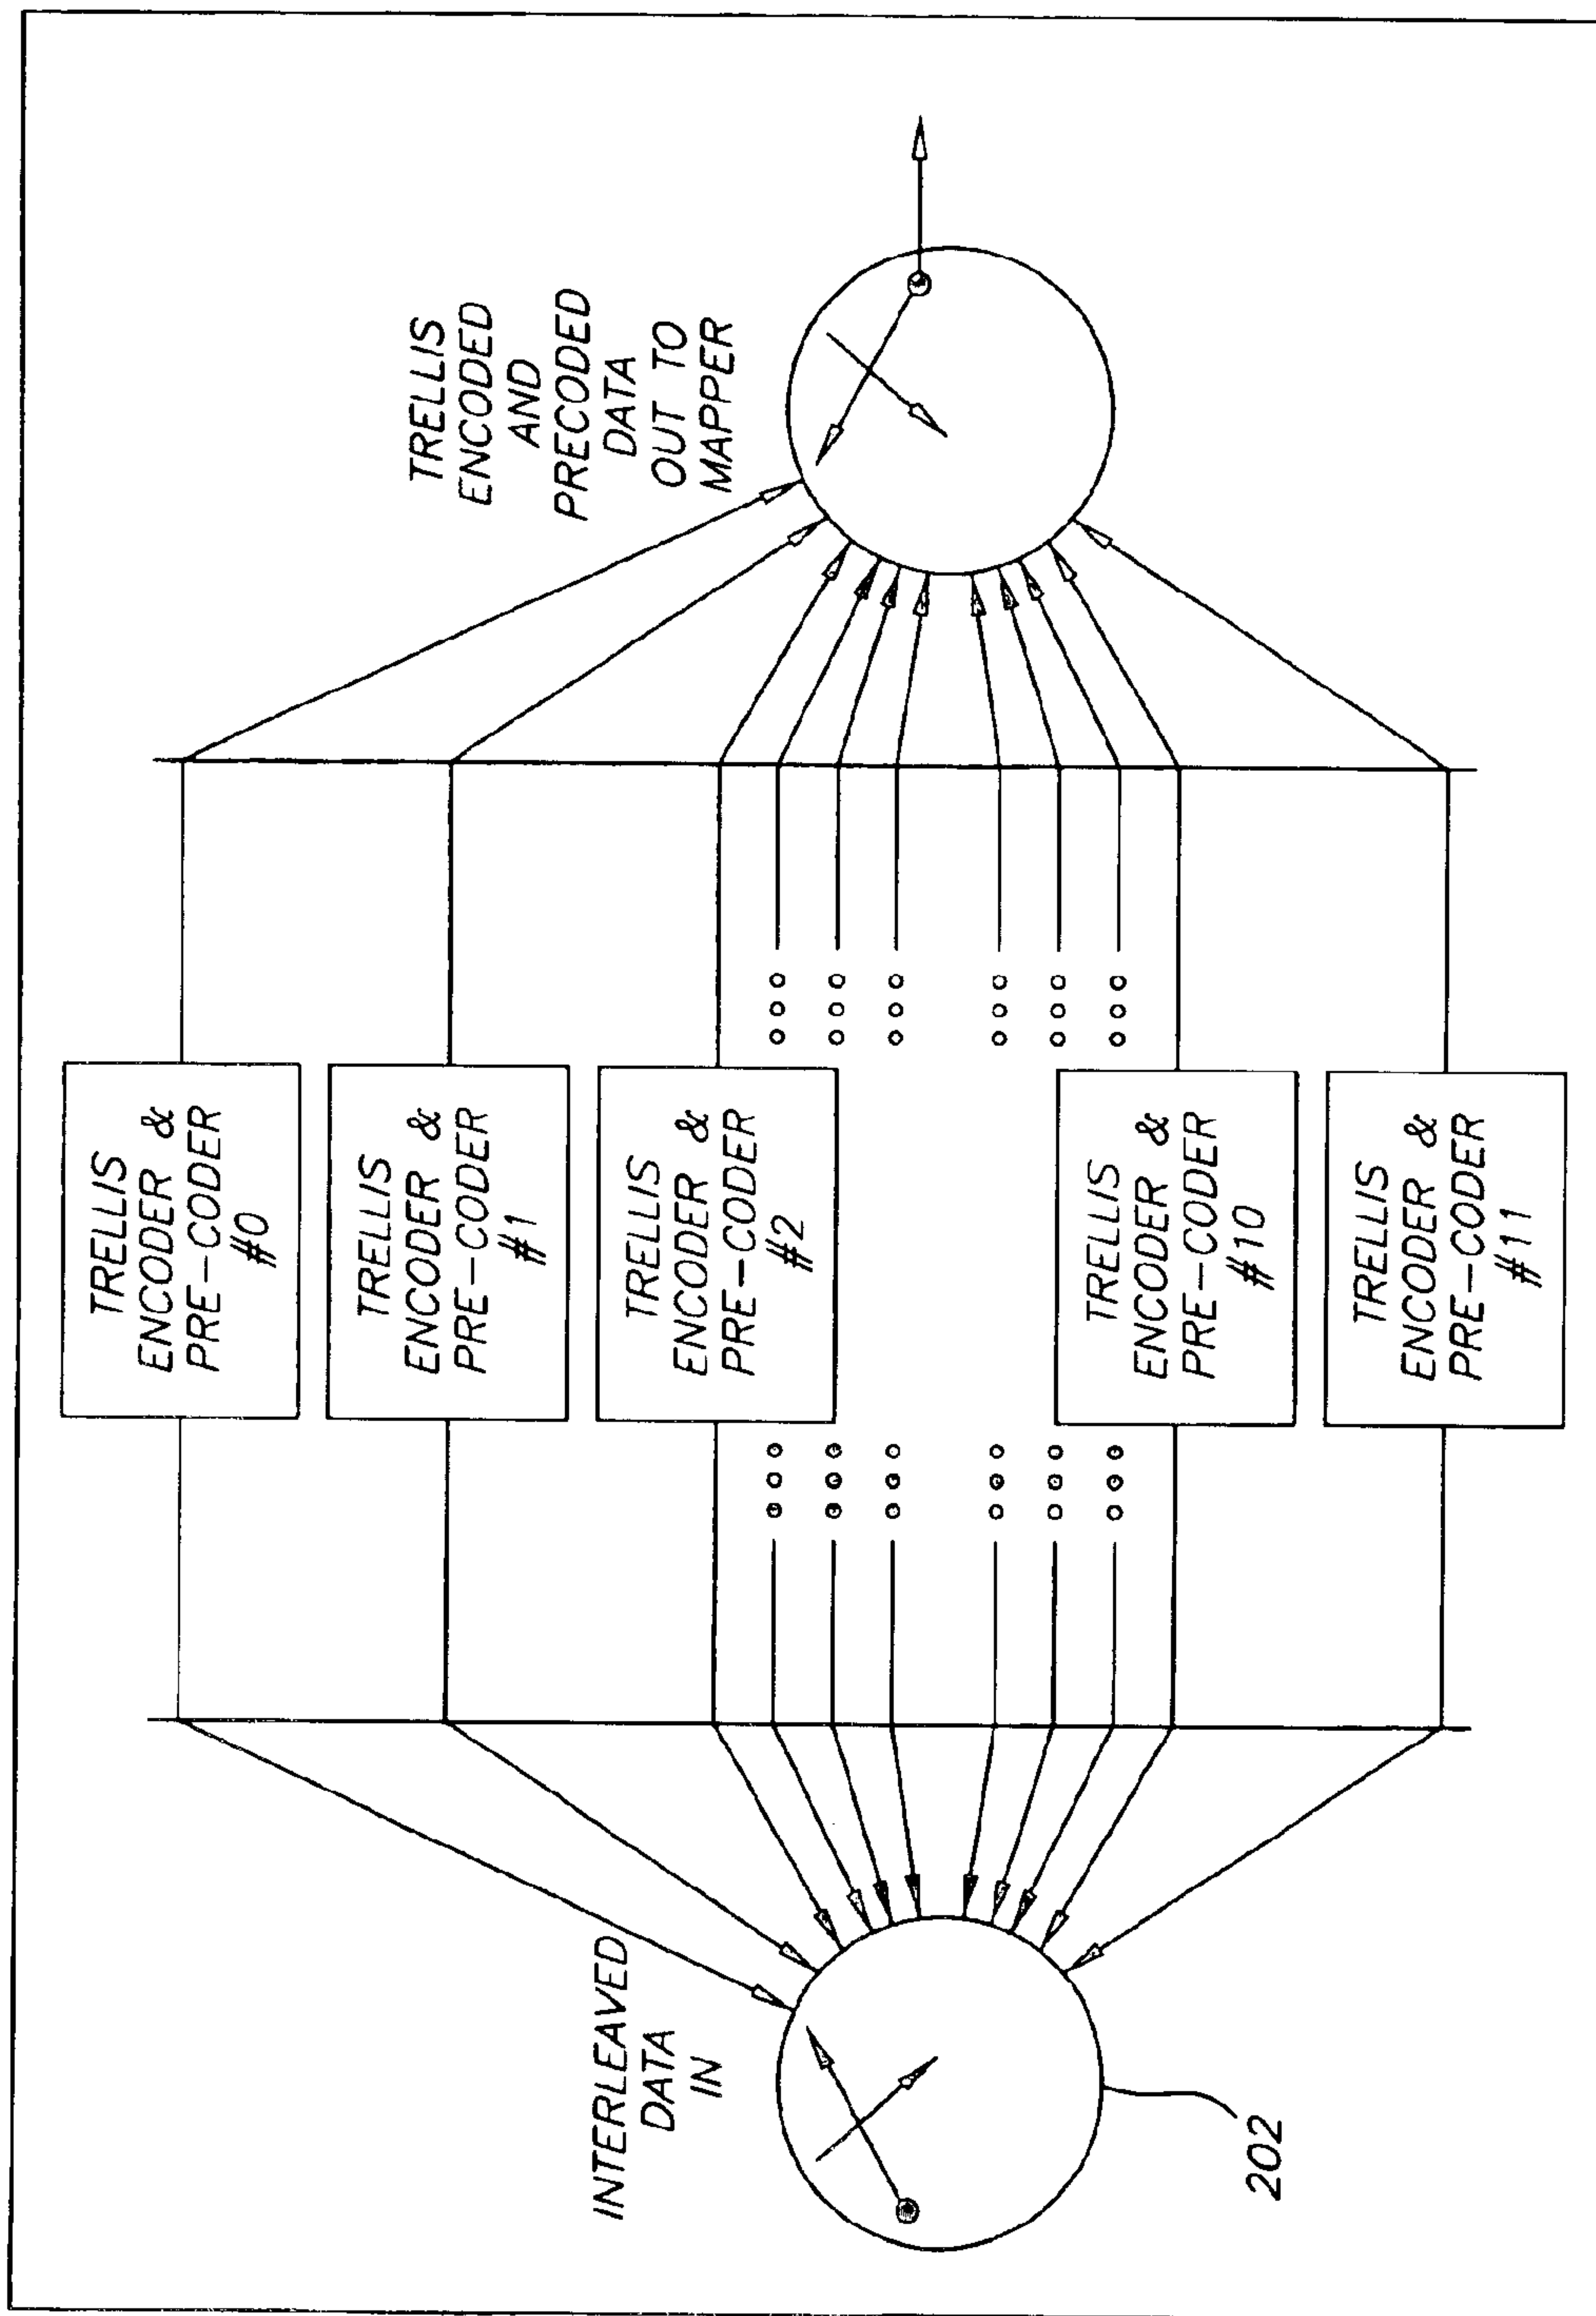 INTERLEAVED
DATA
IN
202
TRELLIS
ENCODER &
PRE-CODER
#0
TRELLIS
ENCODER &
PRE-CODER
#1
TRELLIS
ENCODER &
PRE-CODER
#2
TRELLIS
ENCODER &
PRE-CODER
#10
TRELLIS
ENCODER &
PRE-CODER
#11
TRELLIS
ENCODED
AND
PRECODED
DATA
OUT TO
MAPPER